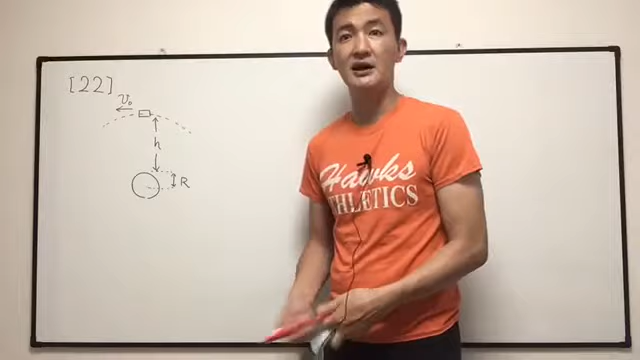 [22]
v₀
h
R
Hawks
ATHLETICS